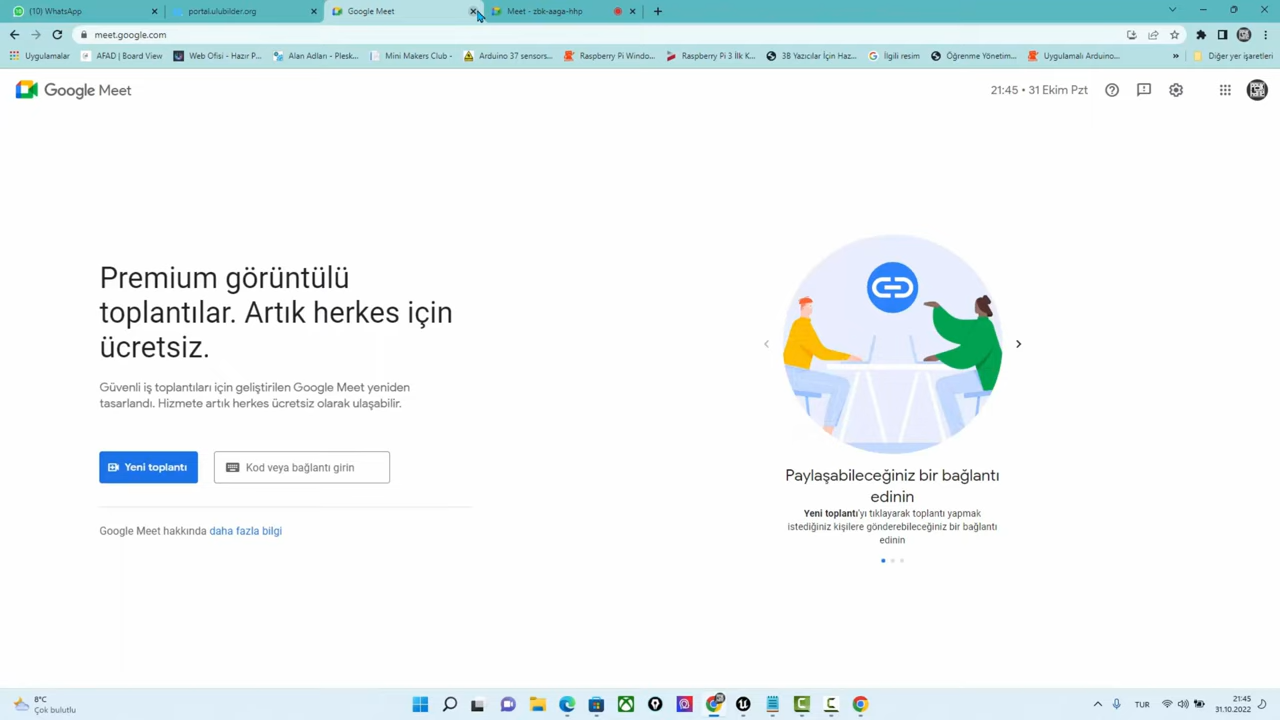 (10) WhatsApp
portal.ulubilder.org
Google Meet
Meet - zbk-aaga-hhp
meet.google.com
Uygulamalar
AFAD | Board View
Web Ofisi - Hazır P...
Alan Adları - Plesk...
Mini Makers Club -
Arduino 37 sensors...
Raspberry Pi Windo...
Raspberry Pi 3 İlk K...
3B Yazıcılar İçin Haz...
İlgili resim
Öğrenme Yönetim...
Uygulamalı Arduino...
»
Diğer yer işaretleri
Google Meet
21:45 • 31 Ekim Pzt
Premium görüntülü
toplantılar. Artık herkes için
ücretsiz.
Güvenli iş toplantıları için geliştirilen Google Meet yeniden
tasarlandı. Hizmete artık herkes ücretsiz olarak ulaşabilir.
Yeni toplantı
Kod veya bağlantı girin
Google Meet hakkında daha fazla bilgi
Paylaşabileceğiniz bir bağlantı
edinin
Yeni toplantı'yı tıklayarak toplantı yapmak
istediğiniz kişilere gönderebileceğiniz bir bağlantı
edinin
8°C
Çok bulutlu
TUR
21:45
31.10.2022